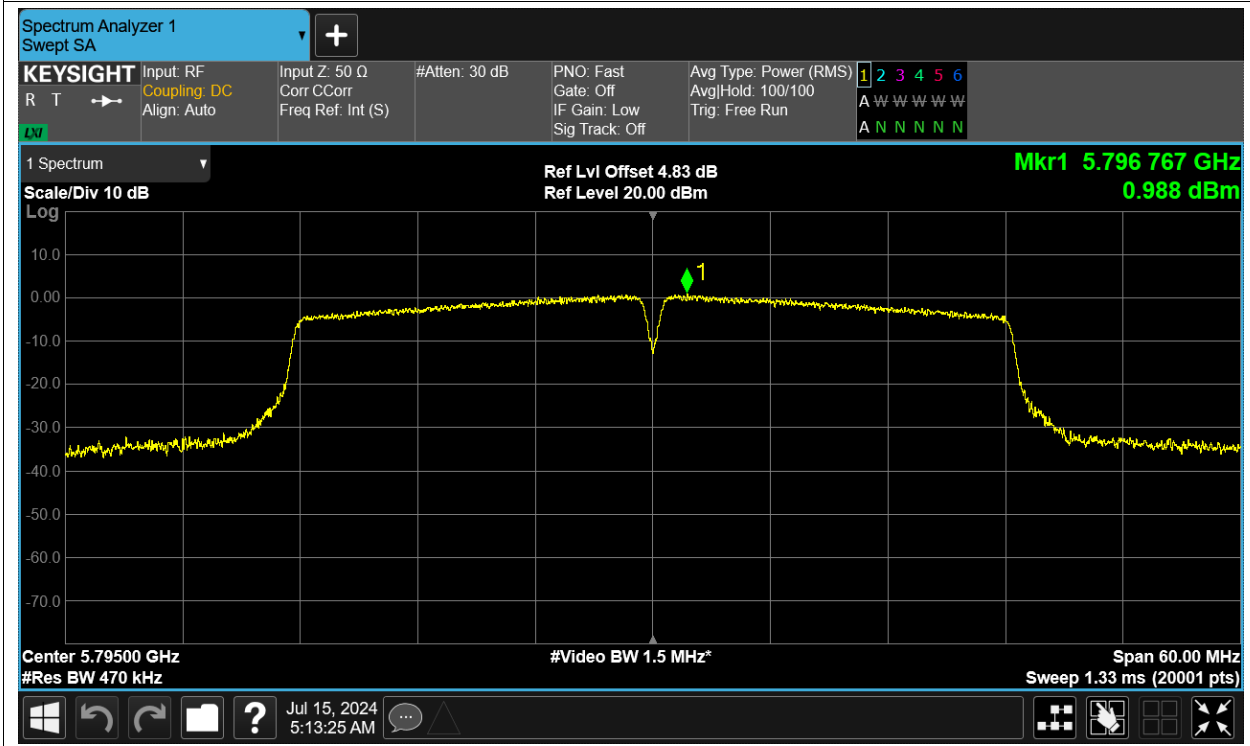 Spectrum Analyzer 1
Swept SA
+
KEYSIGHT
R T
LXI
Input: RF
Coupling: DC
Align: Auto
Input Z: 50 Ω
Corr CCorr
Freq Ref: Int (S)
#Atten: 30 dB
PNO: Fast
Gate: Off
IF Gain: Low
Sig Track: Off
Avg Type: Power (RMS)
Avg|Hold: 100/100
Trig: Free Run
1 2 3 4 5 6
A W W W W W
A N N N N N
1 Spectrum
Scale/Div 10 dB
Log
Ref Lvl Offset 4.83 dB
Ref Level 20.00 dBm
Mkr1 5.796 767 GHz
0.988 dBm
1
10.0
0.00
-10.0
-20.0
-30.0
-40.0
-50.0
-60.0
-70.0
Center 5.79500 GHz
#Res BW 470 kHz
#Video BW 1.5 MHz*
Span 60.00 MHz
Sweep 1.33 ms (20001 pts)
?
Jul 15, 2024
5:13:25 AM